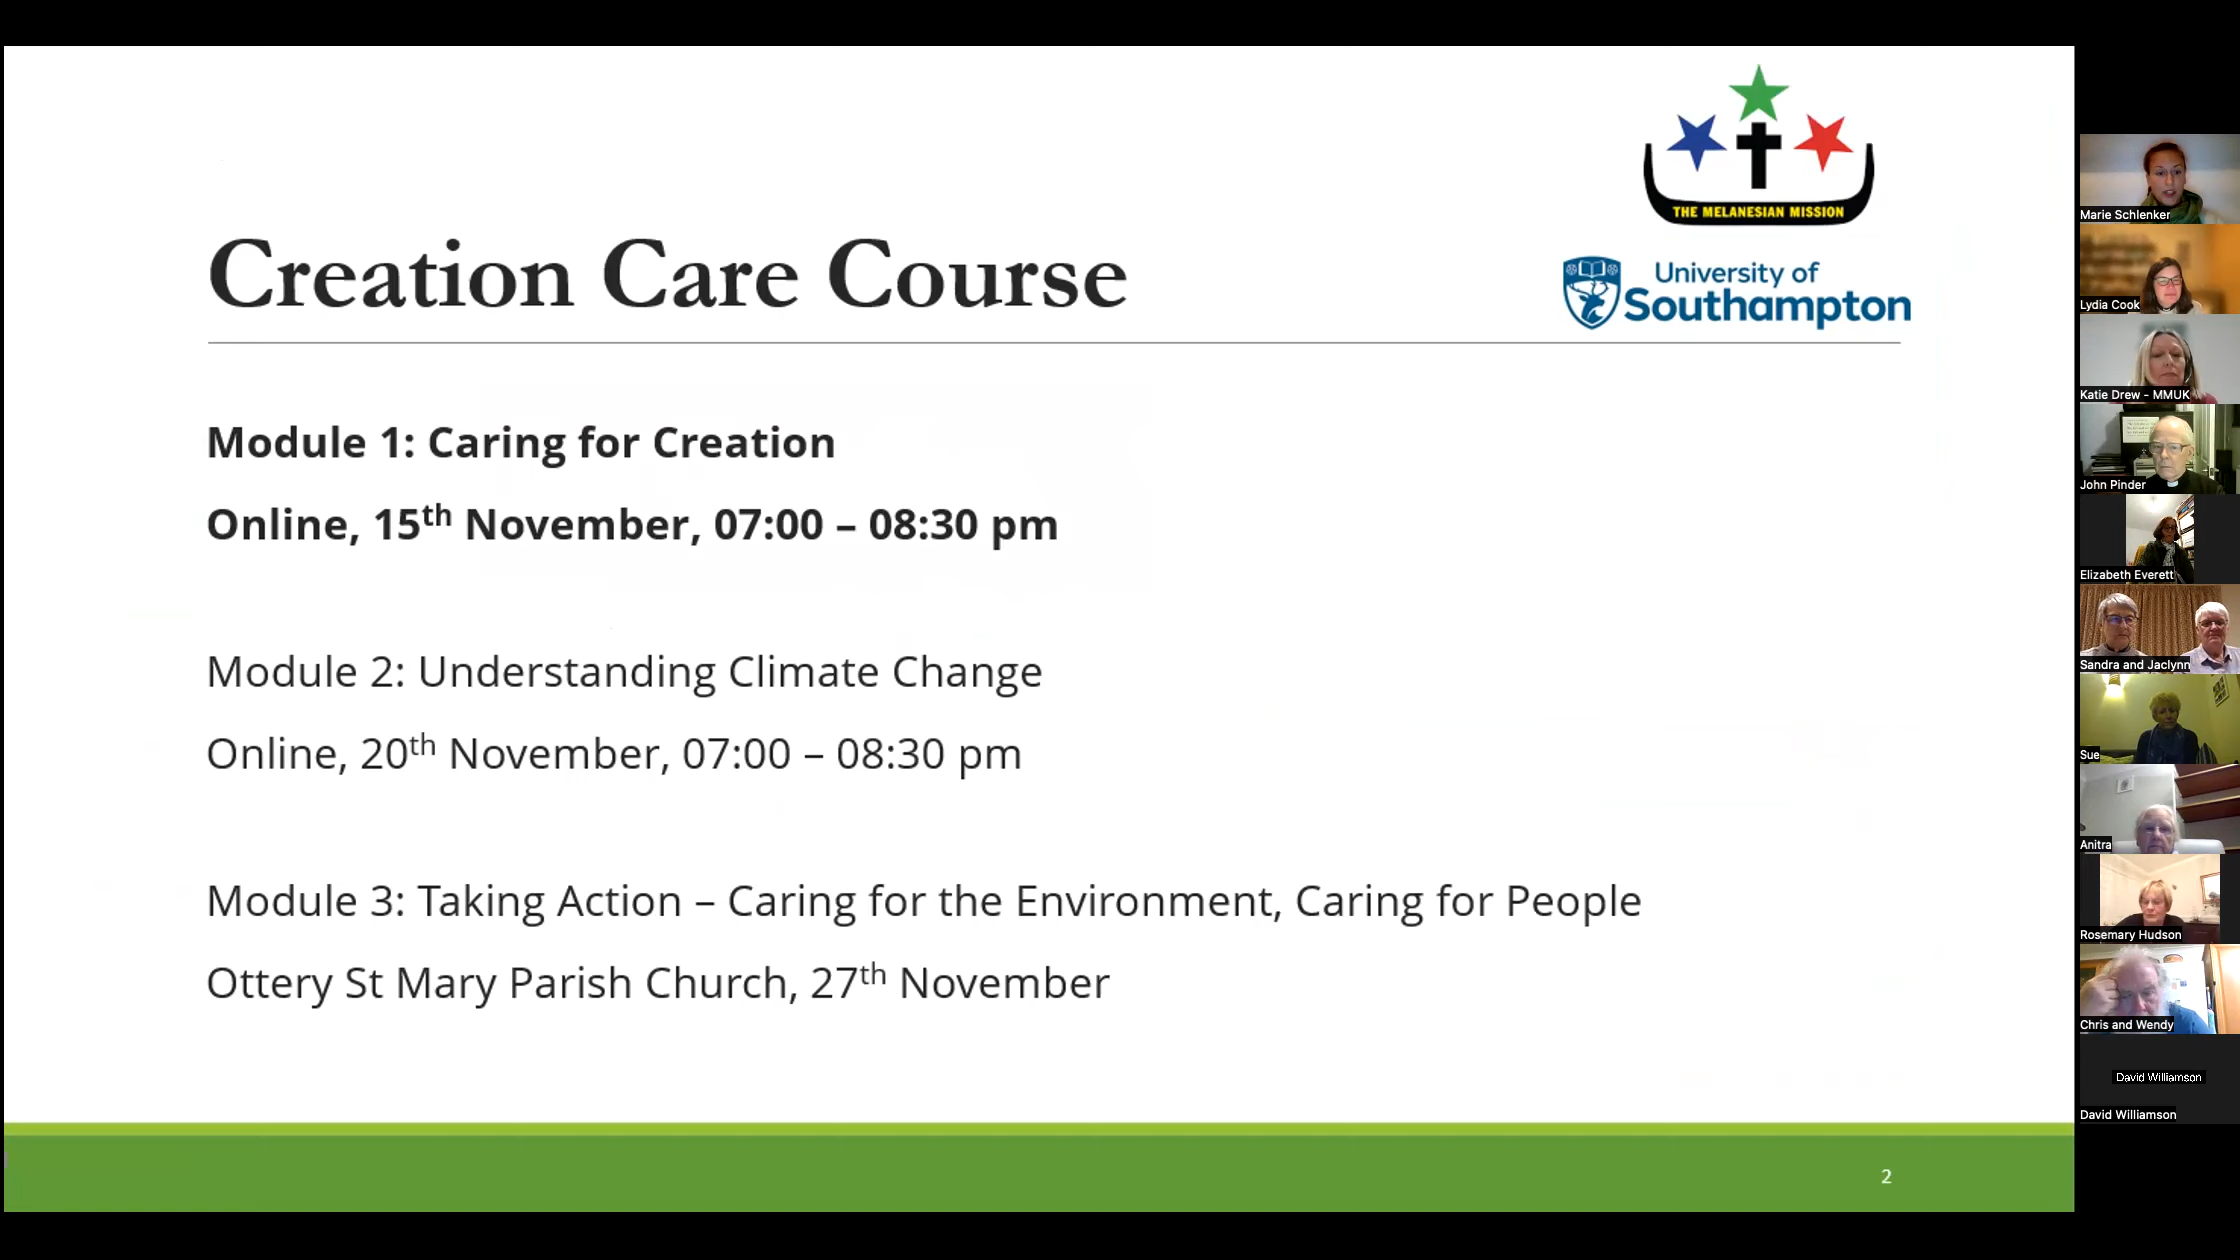 THE MELANESIAN MISSION
University of
Southampton
Creation Care Course
Module 1: Caring for Creation
Online, 15th November, 07:00 – 08:30 pm
Module 2: Understanding Climate Change
Online, 20th November, 07:00 – 08:30 pm
Module 3: Taking Action – Caring for the Environment, Caring for People
Ottery St Mary Parish Church, 27th November
2
Marie Schlenker
Lydia Cook
Katie Drew - MMUK
John Pinder
Elizabeth Everett
Sandra and Jaclynn
Sue
Anitra
Rosemary Hudson
Chris and Wendy
David Williamson
David Williamson